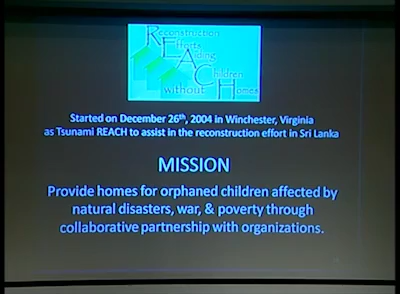 Reconstruction
Efforts
Aiding
Children
without Homes
Started on December 26th, 2004 in Winchester, Virginia
as Tsunami REACH to assist in the reconstruction effort in Sri Lanka
MISSION
Provide homes for orphaned children affected by
natural disasters, war, & poverty through
collaborative partnership with organizations.